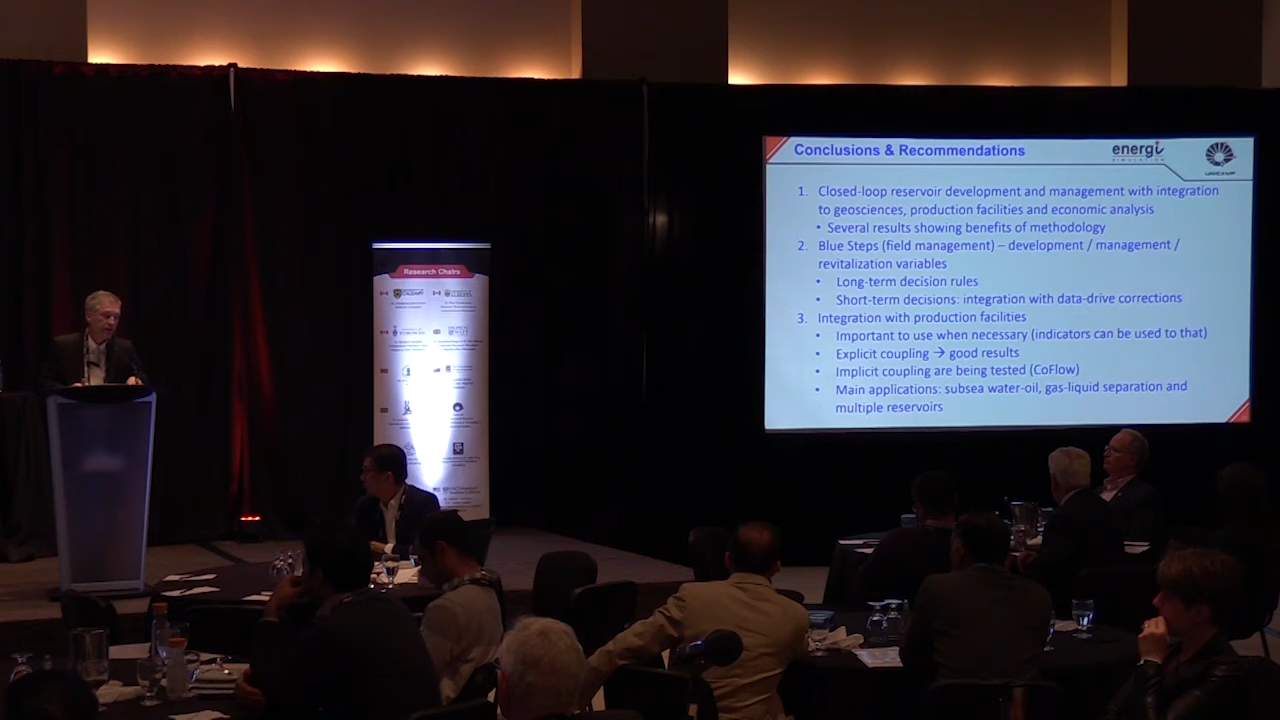 Conclusions & Recommendations
energi
SIMULATION
UNICAMP
1. Closed-loop reservoir development and management with integration
to geosciences, production facilities and economic analysis
• Several results showing benefits of methodology
2. Blue Steps (field management) – development / management /
revitalization variables
• Long-term decision rules
• Short-term decisions: integration with data-drive corrections
3. Integration with production facilities
• Important to use when necessary (indicators can be used to that)
• Explicit coupling → good results
• Implicit coupling are being tested (CoFlow)
• Main applications: subsea water-oil, gas-liquid separation and
multiple reservoirs
Research Chairs
CALGARY
ALBERTA